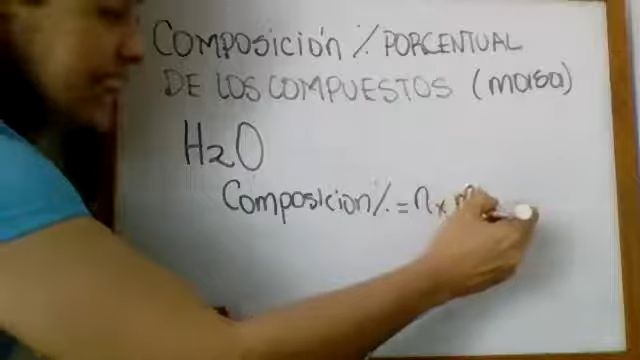 COMPOSICIÓN % PORCENTUAL
DE LOS COMPUESTOS (masa)
H2O
Composición % = n x m